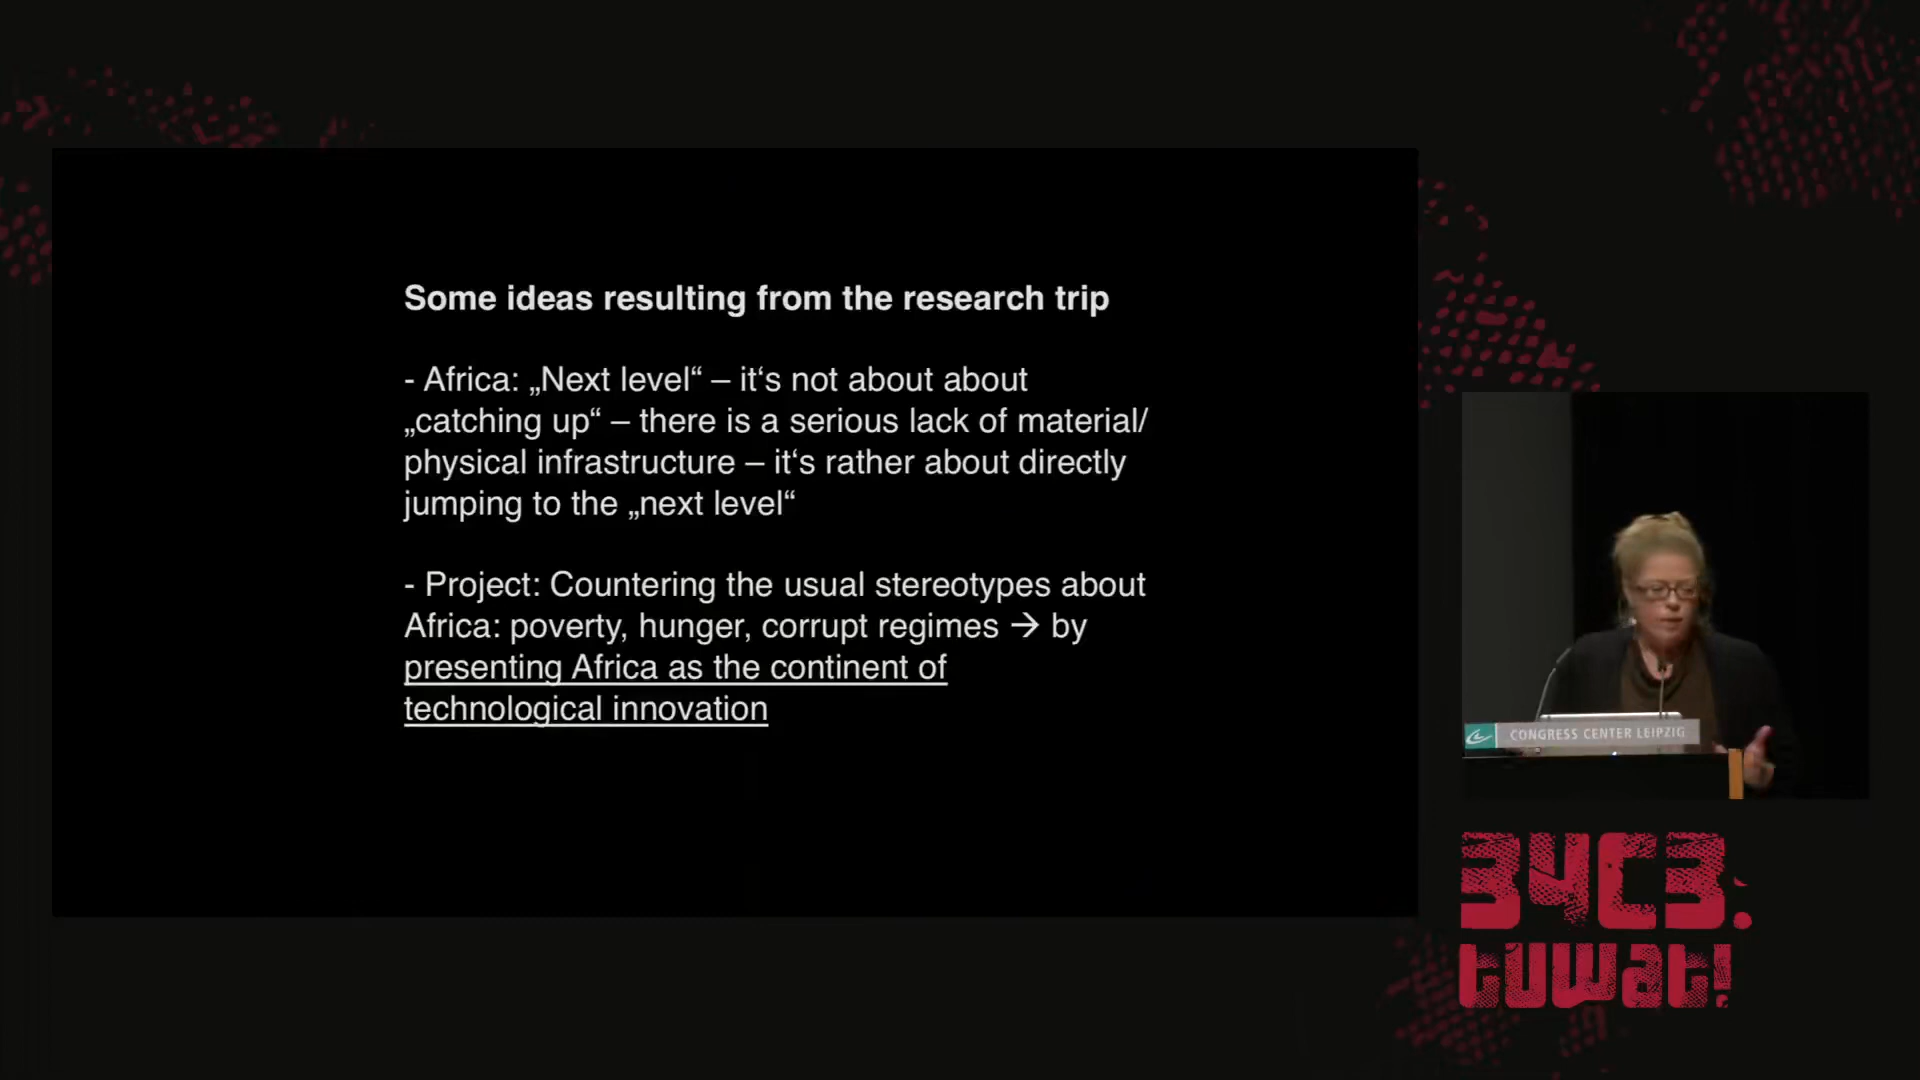 Some ideas resulting from the research trip
- Africa: „Next level“ – it‘s not about about
„catching up“ – there is a serious lack of material/
physical infrastructure – it‘s rather about directly
jumping to the „next level“
- Project: Countering the usual stereotypes about
Africa: poverty, hunger, corrupt regimes → by
presenting Africa as the continent of
technological innovation
CONGRESS CENTER LEIPZIG
34C3.
tuwat!